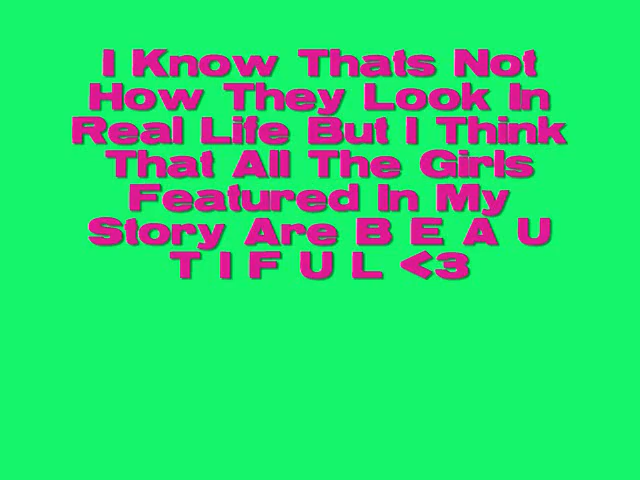 I Know Thats Not
How They Look In
Real Life But I Think
That All The Girls
Featured In My
Story Are B E A U
T I F U L <3